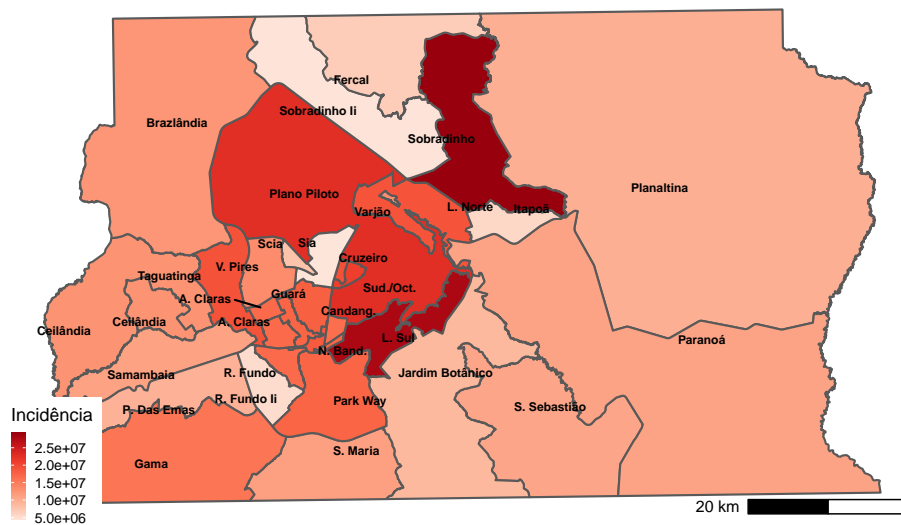 Fercal
Sobradinho Ii
Brazlândia
Sobradinho
Planaltina
Plano Piloto
L. Norte
Itapoã
Varjão
Scia
Sia
Cruzeiro
V. Pires
Taguatinga
Guará
Sud./Oct.
A. Claras
Candang.
Ceilândia
Ceilândia
A. Claras
L. Sul
Paranoá
N. Band.
Samambaia
R. Fundo
Jardim Botânico
R. Fundo Ii
Park Way
P. Das Emas
S. Sebastião
S. Maria
Gama
Incidência
2.5e+07
2.0e+07
1.5e+07
1.0e+07
5.0e+06
20 km